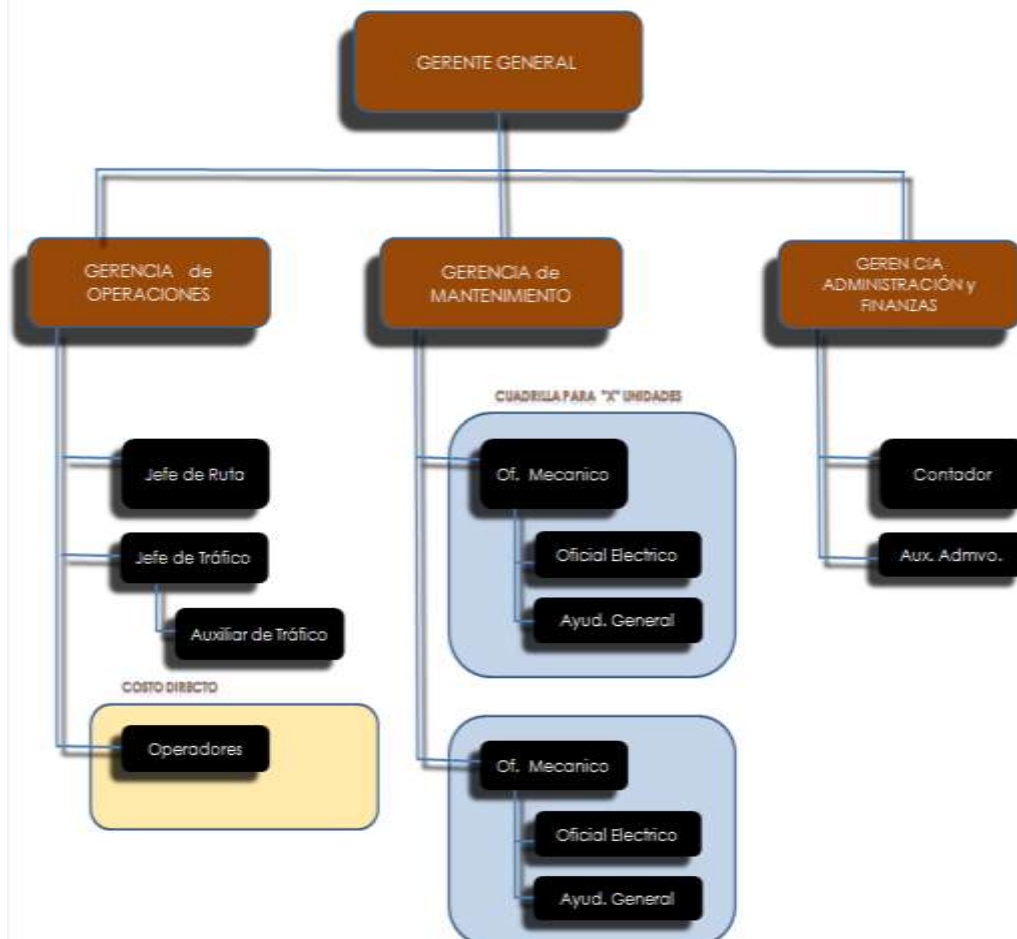 GERENTE GENERAL
GERENCIA de
OPERACIONES
GERENCIA de
MANTENIMIENTO
GEREN CIA
ADMINISTRACIÓN y
FINANZAS
CUADRILLA PARA "X" UNIDADES
Jefe de Ruta
Of. Mecanico
Contador
Jefe de Tráfico
Oficial Electrico
Aux. Admvo.
Auxiliar de Tráfico
Ayud. General
COSTO DIRECTO
Operadores
Of. Mecanico
Oficial Electrico
Ayud. General